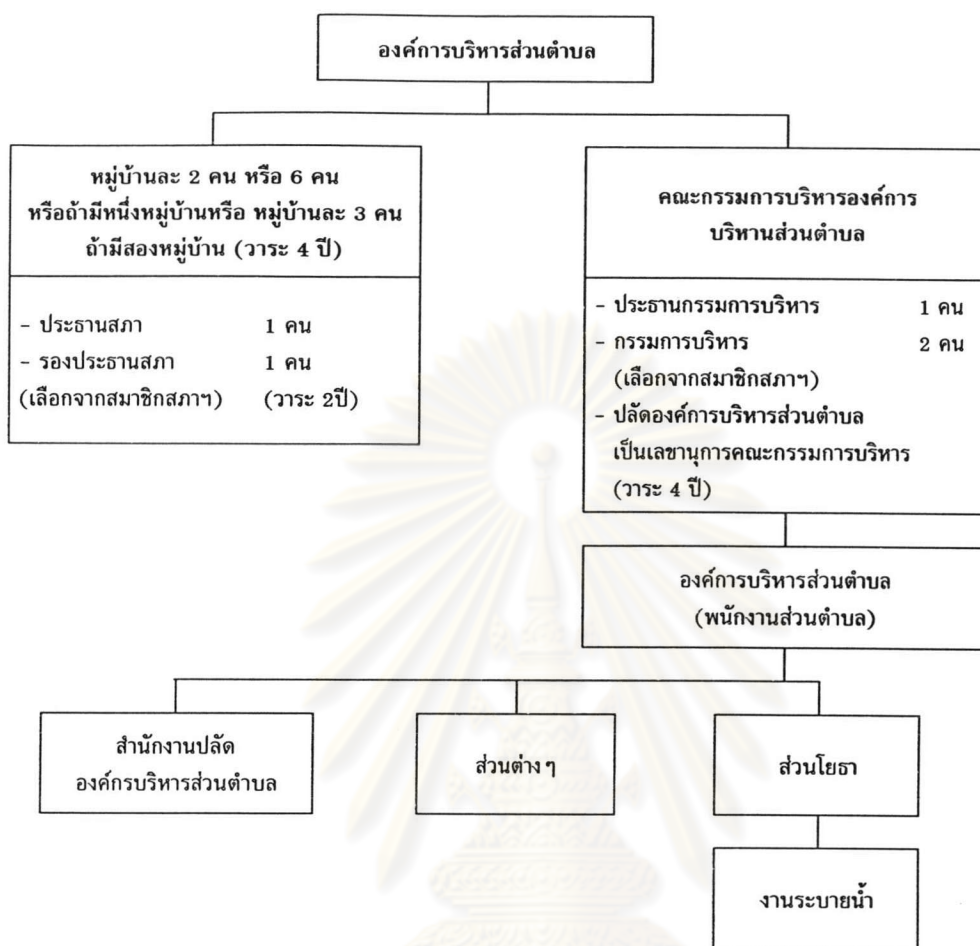 องค์การบริหารส่วนตำบล
หมู่บ้านละ 2 คน หรือ 6 คน
หรือถ้ามีหนึ่งหมู่บ้านหรือ หมู่บ้านละ 3 คน
ถ้ามีสองหมู่บ้าน (วาระ 4 ปี)
- ประธานสภา 1 คน
- รองประธานสภา 1 คน
(เลือกจากสมาชิกสภาฯ) (วาระ 2ปี)
คณะกรรมการบริหารองค์การ
บริหานส่วนตำบล
- ประธานกรรมการบริหาร 1 คน
- กรรมการบริหาร 2 คน
(เลือกจากสมาชิกสภาฯ)
- ปลัดองค์การบริหารส่วนตำบล
เป็นเลขานุการคณะกรรมการบริหาร
(วาระ 4 ปี)
องค์การบริหารส่วนตำบล
(พนักงานส่วนตำบล)
สำนักงานปลัด
องค์กรบริหารส่วนตำบล
ส่วนต่าง ๆ
ส่วนโยธา
งานระบายน้ำ